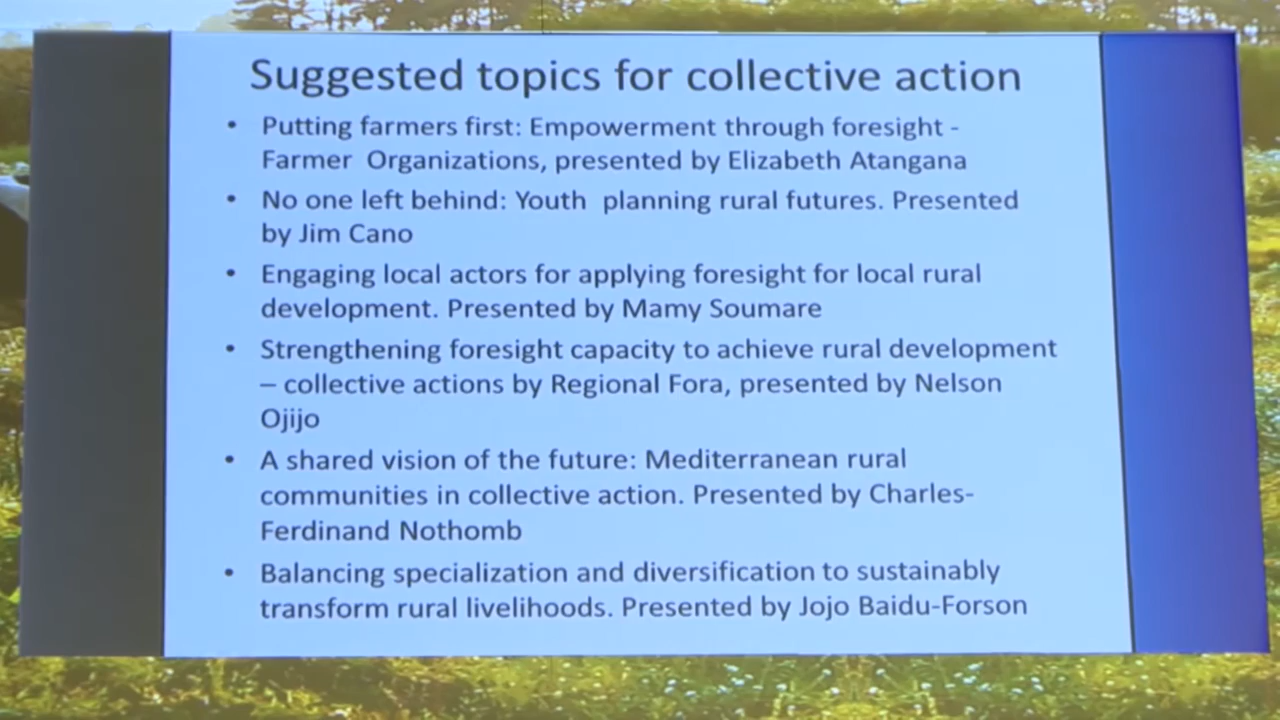 Suggested topics for collective action
• Putting farmers first: Empowerment through foresight -
Farmer Organizations, presented by Elizabeth Atangana
• No one left behind: Youth planning rural futures. Presented
by Jim Cano
• Engaging local actors for applying foresight for local rural
development. Presented by Mamy Soumare
• Strengthening foresight capacity to achieve rural development
– collective actions by Regional Fora, presented by Nelson
Ojijo
• A shared vision of the future: Mediterranean rural
communities in collective action. Presented by Charles-
Ferdinand Nothomb
• Balancing specialization and diversification to sustainably
transform rural livelihoods. Presented by Jojo Baidu-Forson